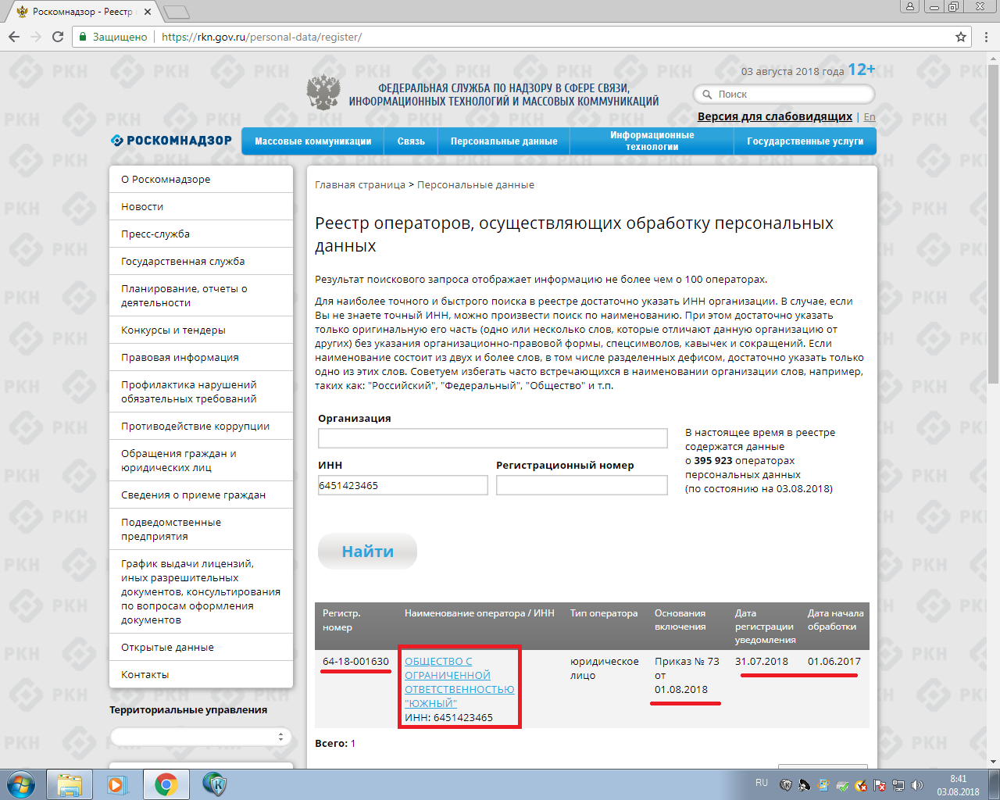 Роскомнадзор - Реестр
Защищено
https://rkn.gov.ru/personal-data/register/
03 августа 2018 года 12+
ФЕДЕРАЛЬНАЯ СЛУЖБА ПО НАДЗОРУ В СФЕРЕ СВЯЗИ,
ИНФОРМАЦИОННЫХ ТЕХНОЛОГИЙ И МАССОВЫХ КОММУНИКАЦИЙ
Поиск
Версия для слабовидящих | En
РОСКОМНАДЗОР
Массовые коммуникации
Связь
Персональные данные
Информационные
технологии
Государственные услуги
О Роскомнадзоре
Новости
Пресс-служба
Государственная служба
Планирование, отчеты о
деятельности
Конкурсы и тендеры
Правовая информация
Профилактика нарушений
обязательных требований
Противодействие коррупции
Обращения граждан и
юридических лиц
Сведения о приеме граждан
Подведомственные
предприятия
График выдачи лицензий,
иных разрешительных
документов, консультирования
по вопросам оформления
документов
Открытые данные
Контакты
Территориальные управления
Главная страница > Персональные данные
Реестр операторов, осуществляющих обработку персональных
данных
Результат поискового запроса отображает информацию не более чем о 100 операторах.
Для наиболее точного и быстрого поиска в реестре достаточно указать ИНН организации. В случае, если
Вы не знаете точный ИНН, можно произвести поиск по наименованию. При этом достаточно указать
только оригинальную его часть (одно или несколько слов, которые отличают данную организацию от
других) без указания организационно-правовой формы, спецсимволов, кавычек и сокращений. Если
наименование состоит из двух и более слов, в том числе разделенных дефисом, достаточно указать только
одно из этих слов. Советуем избегать часто встречающихся в наименовании организации слов, например,
таких как: "Российский", "Федеральный", "Общество" и т.п.
Организация
ИНН
Регистрационный номер
6451423465
В настоящее время в реестре
содержатся данные
о 395 923 операторах
персональных данных
(по состоянию на 03.08.2018)
Найти
Регистр.
номер
Наименование оператора / ИНН
Тип оператора
Основания
включения
Дата
регистрации
уведомления
Дата начала
обработки
64-18-001630
ОБЩЕСТВО С
ОГРАНИЧЕННОЙ
ОТВЕТСТВЕННОСТЬЮ
"ЮЖНЫЙ"
ИНН: 6451423465
юридическое
лицо
Приказ № 73
от
01.08.2018
31.07.2018
01.06.2017
Всего: 1
RU
8:41
03.08.2018
РКН